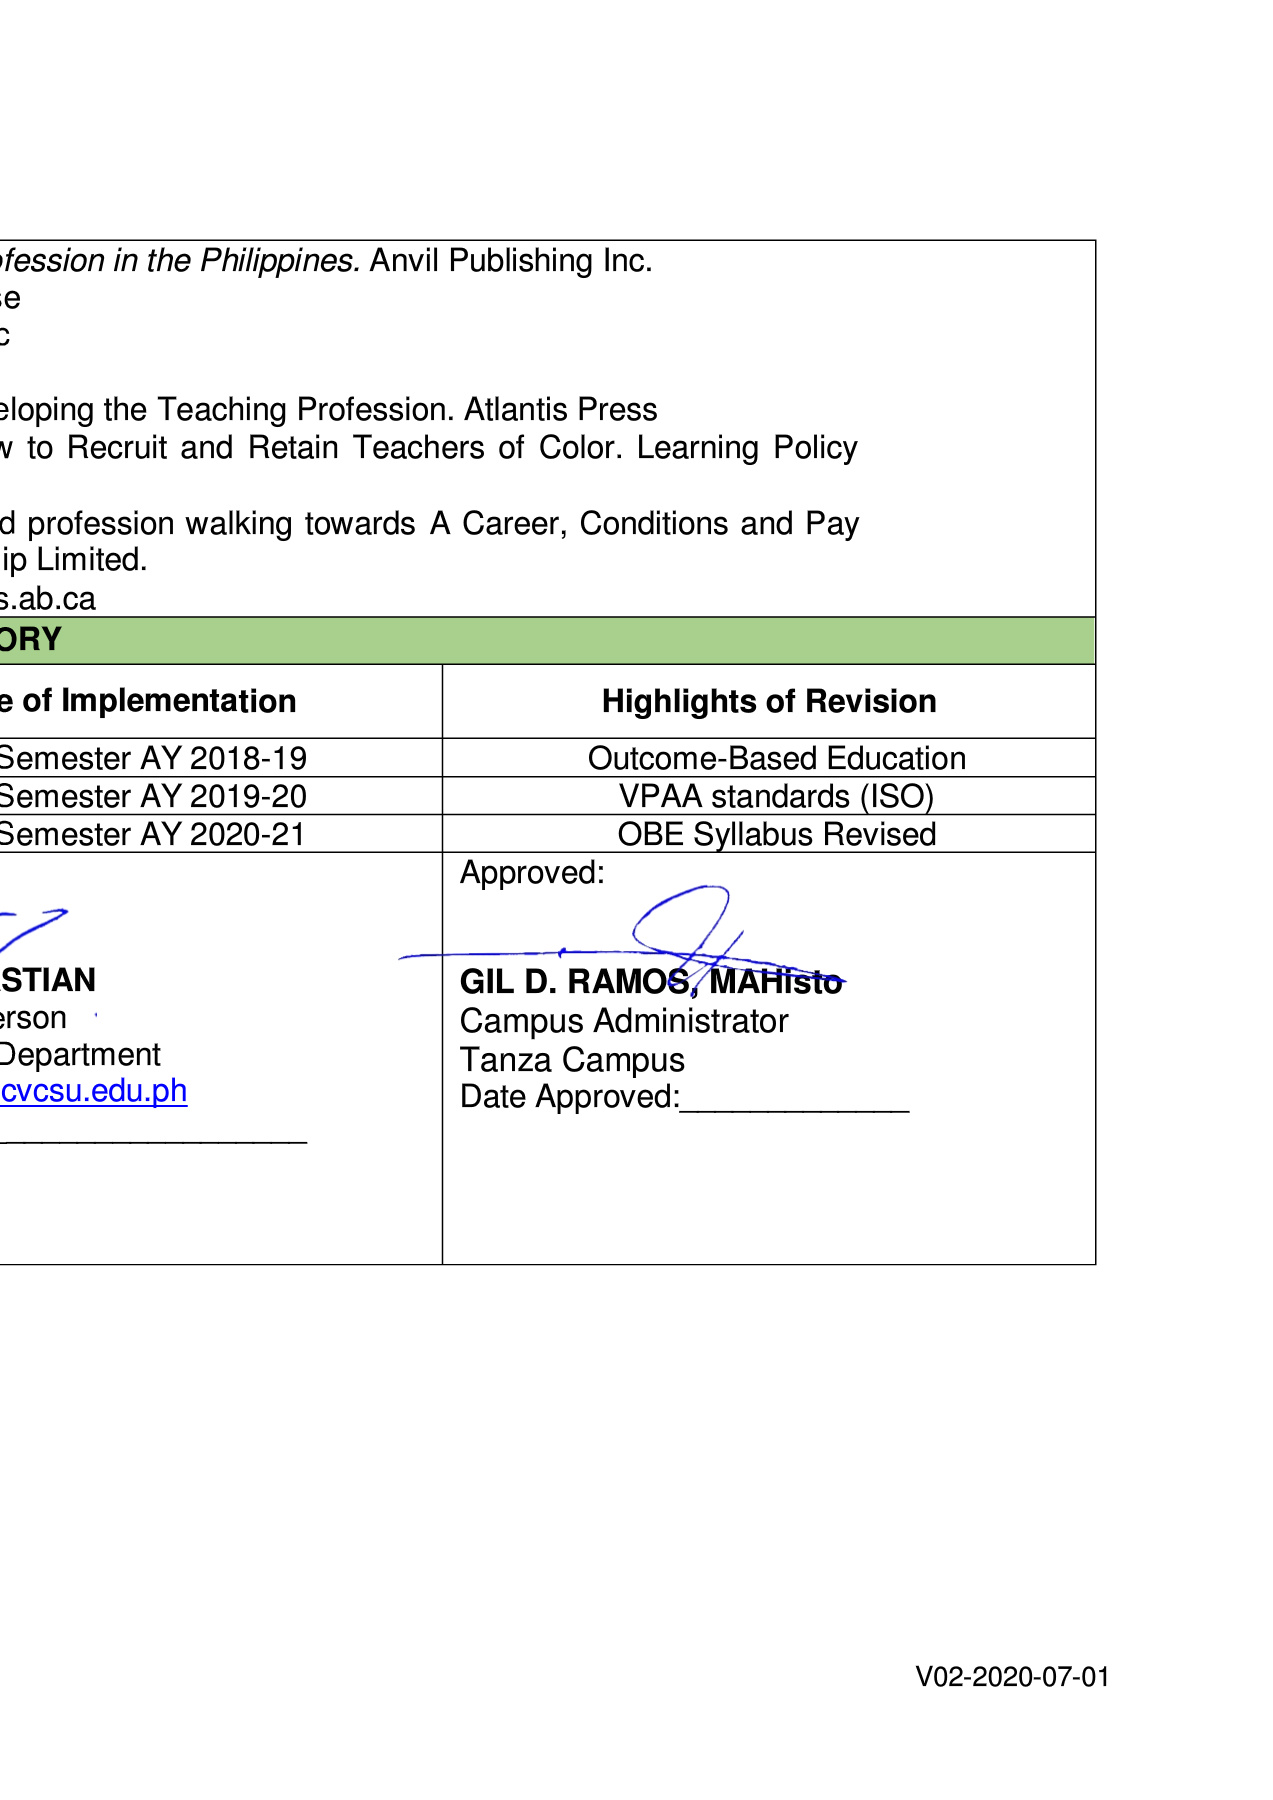 ofession in the Philippines. Anvil Publishing Inc.
se
c
eloping the Teaching Profession. Atlantis Press
w to Recruit and Retain Teachers of Color. Learning Policy
d profession walking towards A Career, Conditions and Pay
ip Limited.
s.ab.ca
ORY
e of Implementation Highlights of Revision
Semester AY 2018-19 Outcome-Based Education
Semester AY 2019-20 VPAA standards (ISO)
Semester AY 2020-21 OBE Syllabus Revised
Approved:
STIAN
erson
Department
cvcsu.edu.ph
_________________
GIL D. RAMOS, MAHisto
Campus Administrator
Tanza Campus
Date Approved:_____________
V02-2020-07-01